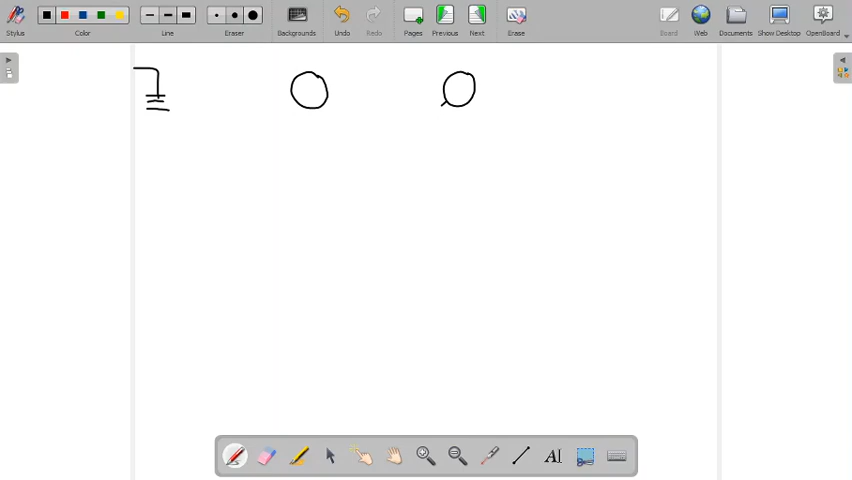 Stylus
Color
Line
Eraser
Backgrounds
Undo
Redo
Pages
Previous
Next
Erase
Board
Web
Documents
Show Desktop
OpenBoard